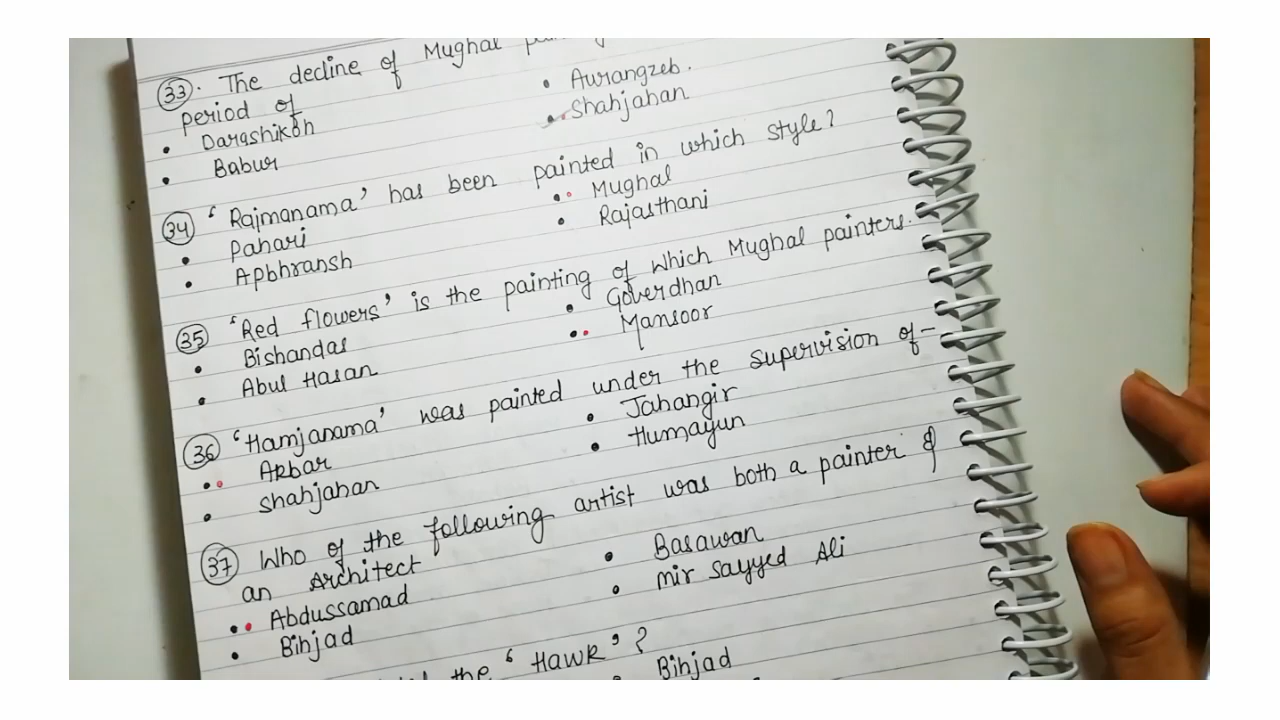 33. The decline of Mughal
period of
• Darashikoh • Aurangzeb.
• Babur • Shahjahan
34 'Rajmanama' has been painted in which style?
• Pahari • Mughal
• Apbhransh • Rajasthani
35 'Red flowers' is the painting of which Mughal painters.
• Bishandas • Goverdhan
• Abul Hasan • Mansoor
36 'Hamjanama' was painted under the supervision of-
• Akbar • Jahangir
• Shahjahan • Humayun
37 Who of the following artist was both a painter &
an Architect
• Abdussamad • Basawan
• Bihjad • Mir Sayyed Ali
the 'Hawk'?
• Bihjad